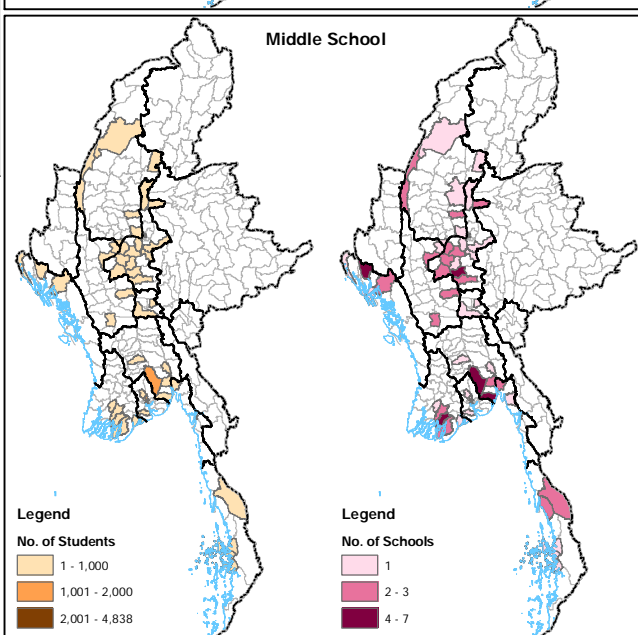 Middle School
Legend
No. of Students
1 - 1,000
1,001 - 2,000
2,001 - 4,838
Legend
No. of Schools
1
2 - 3
4 - 7